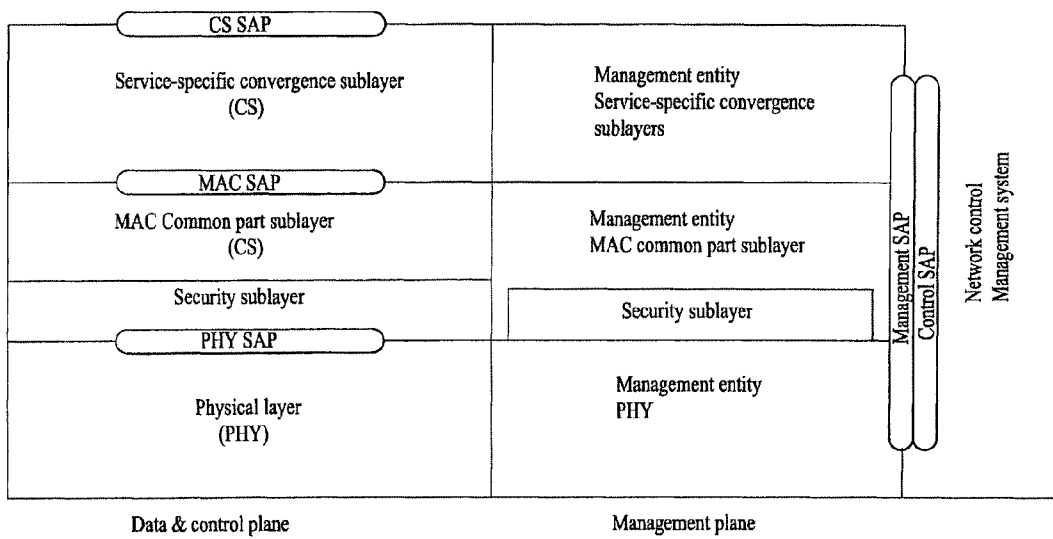 CS SAP
Service-specific convergence sublayer
(CS)
Management entity
Service-specific convergence
sublayers
MAC SAP
MAC Common part sublayer
(CS)
Management entity
MAC common part sublayer
Security sublayer
Security sublayer
PHY SAP
Physical layer
(PHY)
Management entity
PHY
Management SAP
Control SAP
Network control
Management system
Data & control plane
Management plane